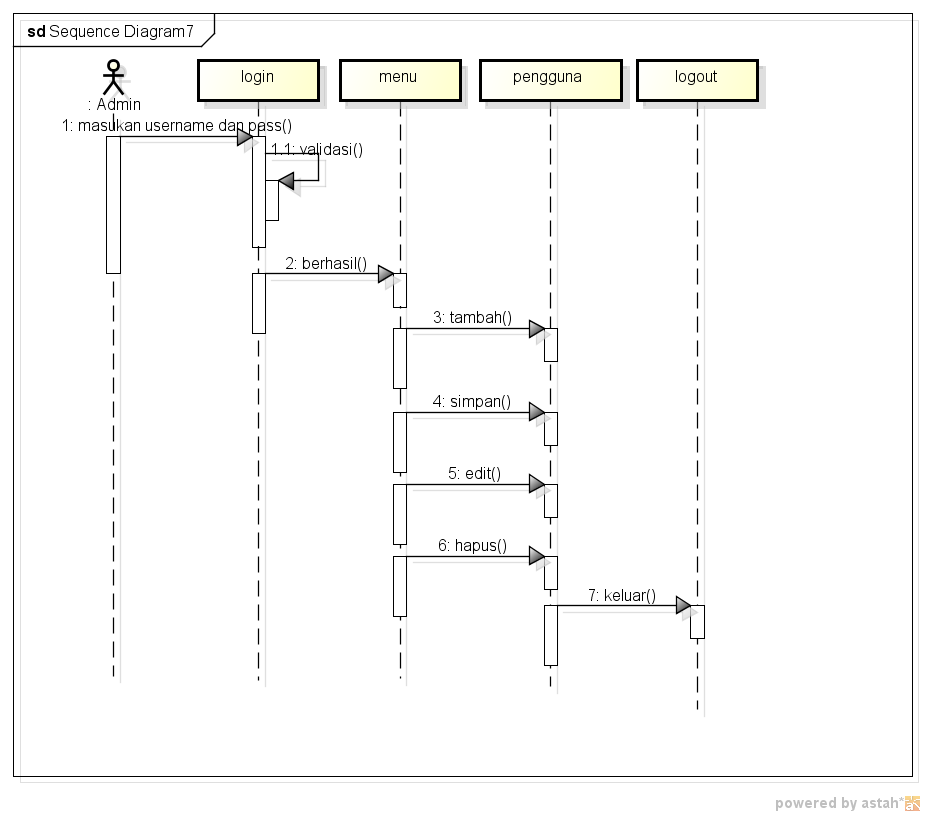 sd Sequence Diagram7
login
menu
pengguna
logout
: Admin
1: masukan username dan pass()
1.1: validasi()
2: berhasil()
3: tambah()
4: simpan()
5: edit()
6: hapus()
7: keluar()
powered by astah*